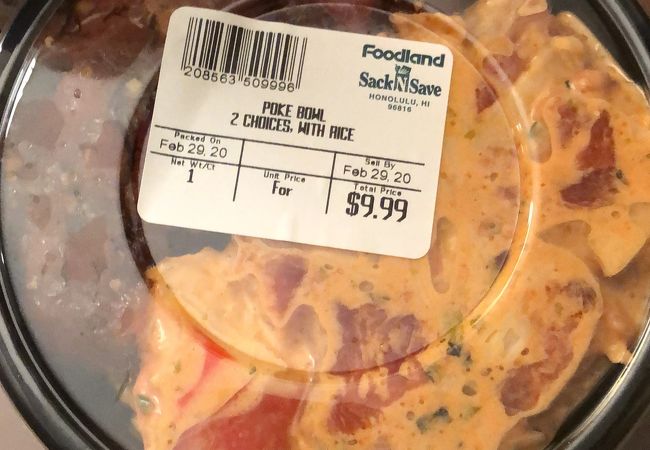 208563 509996
Foodland
Sack N Save
HONOLULU, HI
96816
POKE BOWL
2 CHOICES, WITH RICE
Packed On
Feb 29, 20
Sell By
Feb 29, 20
Net Wt/Ct
1
Unit Price
For
Total Price
$9.99